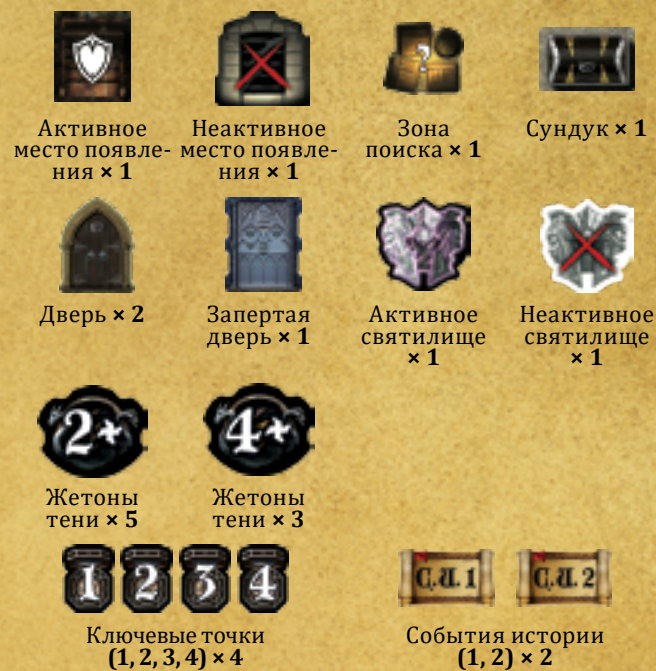 ?
Активное
место появле-
ния × 1
Неактивное
место появле-
ния × 1
Зона
поиска × 1
Сундук × 1
Дверь × 2
Запертая
дверь × 1
Активное
святилище
× 1
Неактивное
святилище
× 1
2+
4+
Жетоны
тени × 5
Жетоны
тени × 3
1 2 3 4
С.И. 1
С.И. 2
Ключевые точки
(1, 2, 3, 4) × 4
События истории
(1, 2) × 2